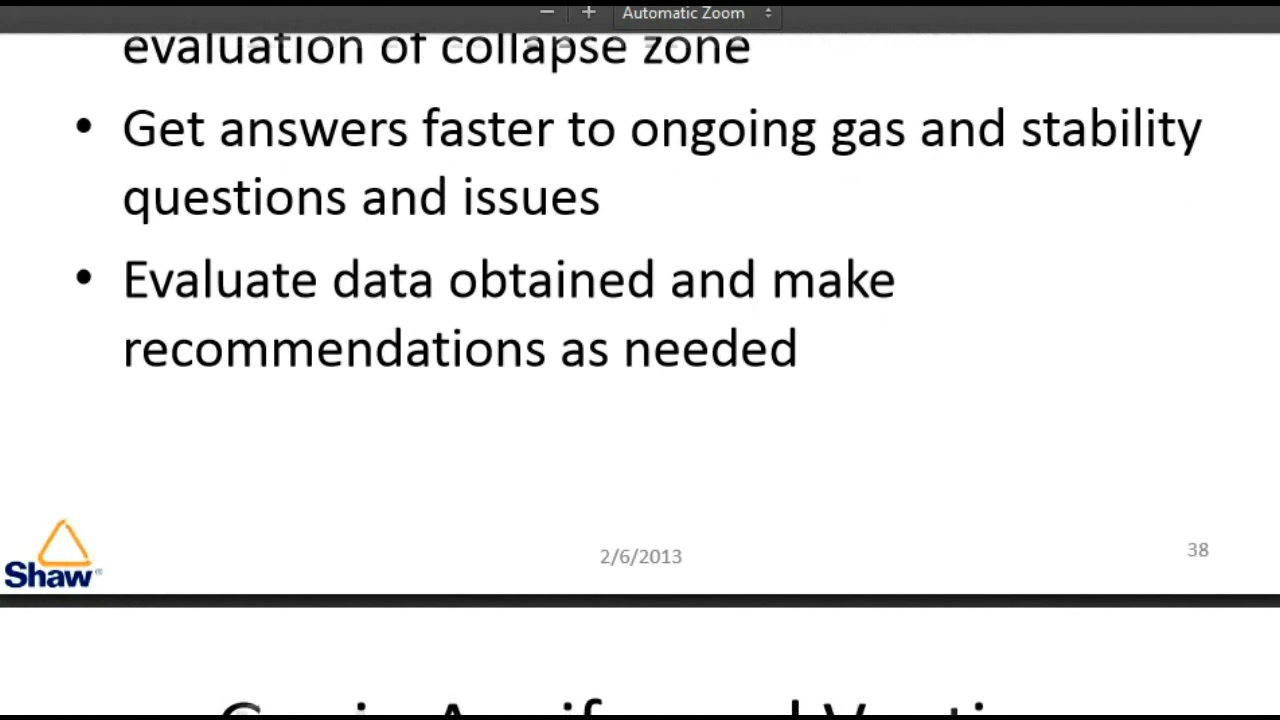 Automatic Zoom
evaluation of collapse zone
• Get answers faster to ongoing gas and stability
questions and issues
• Evaluate data obtained and make
recommendations as needed
Shaw
2/6/2013
38